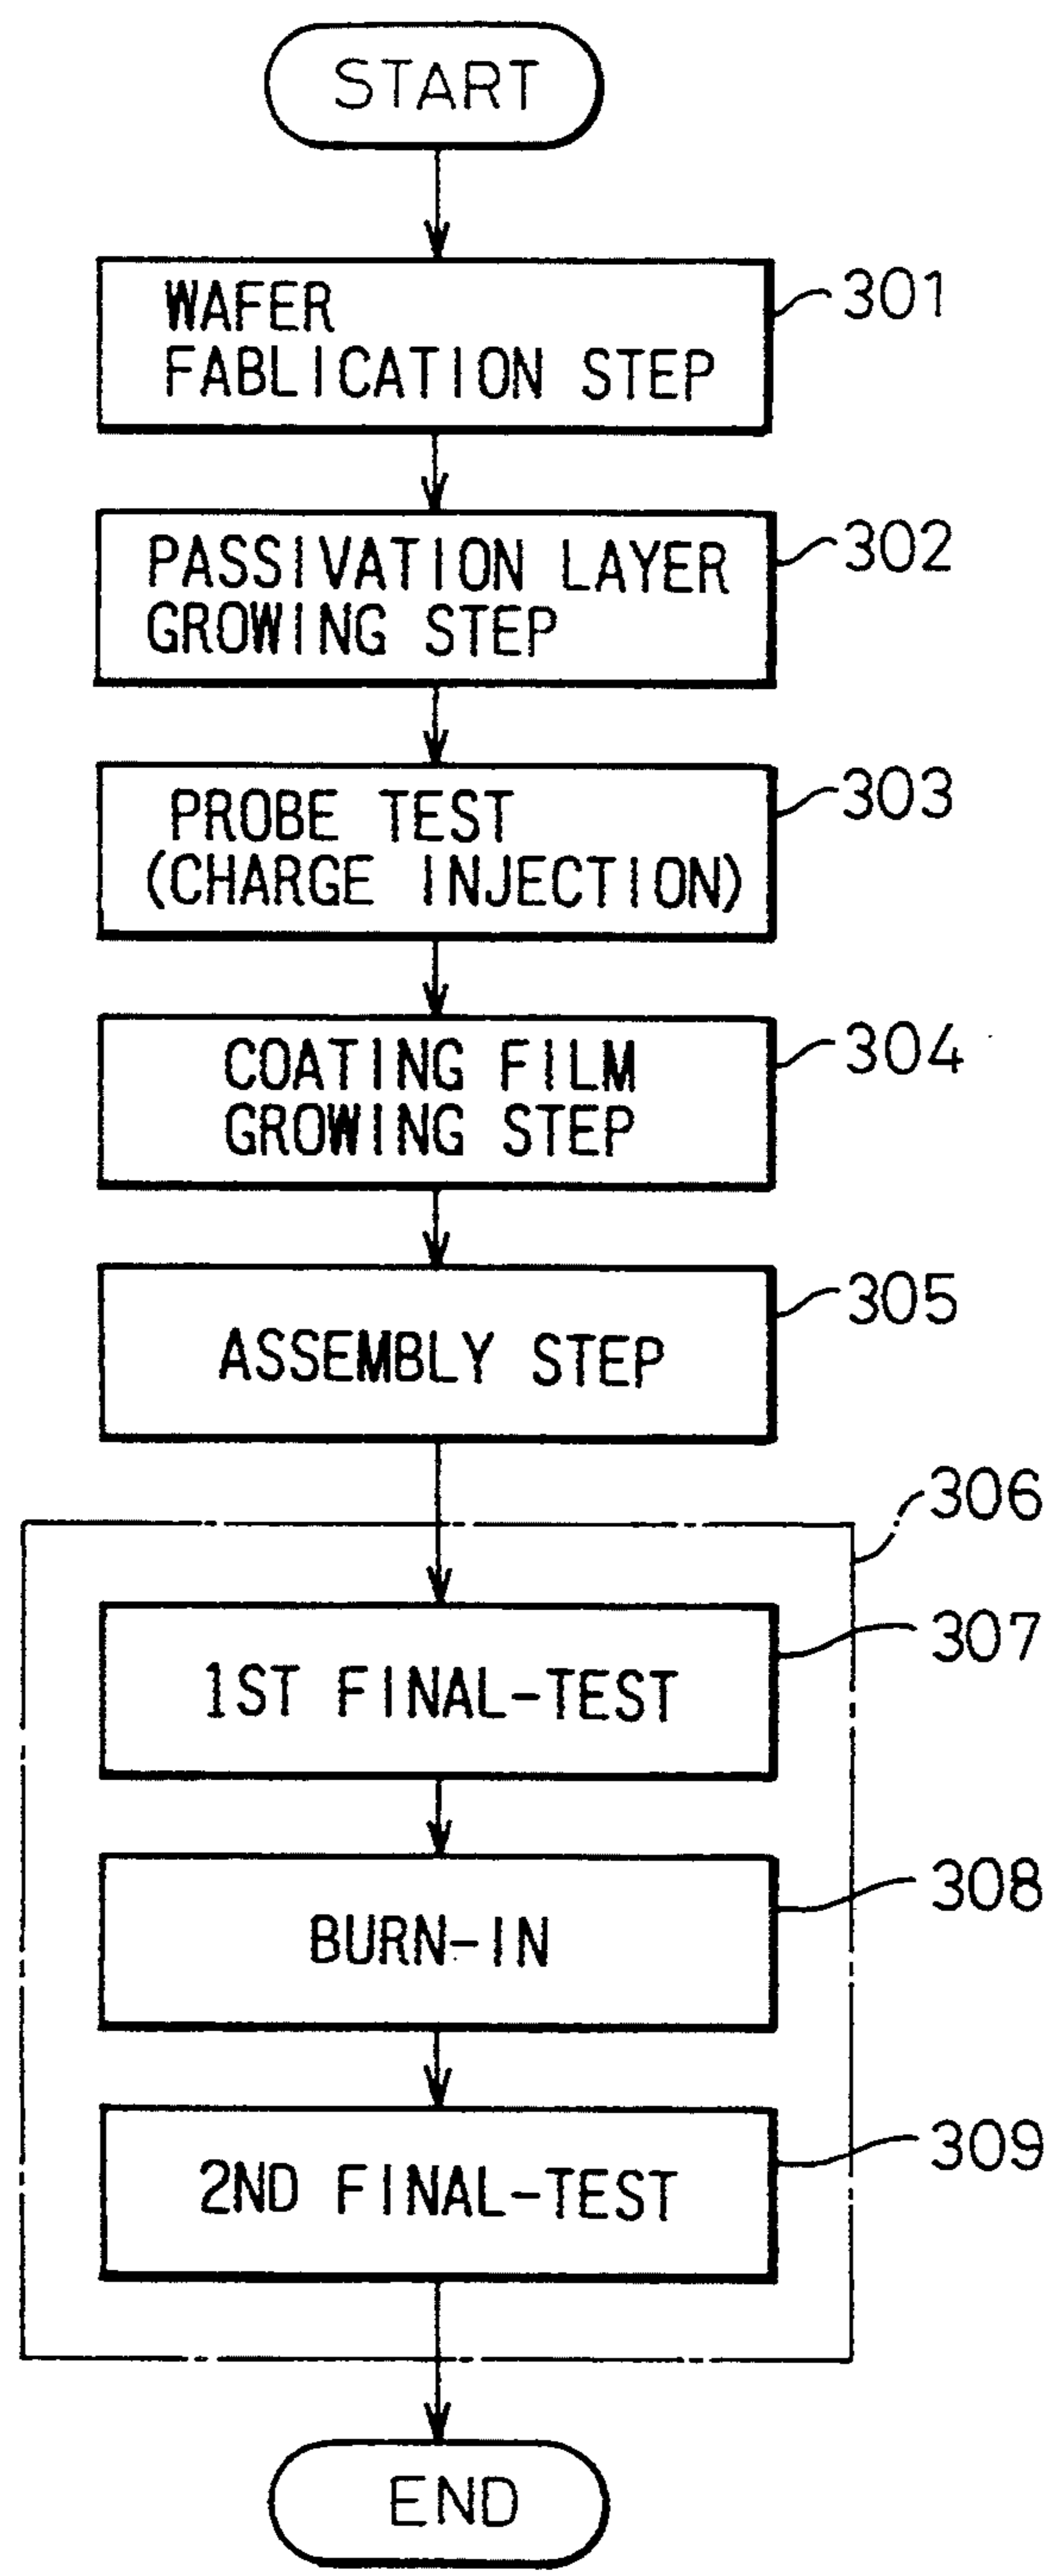 START
WAFER
FABLICATION STEP
301
PASSIVATION LAYER
GROWING STEP
302
PROBE TEST
(CHARGE INJECTION)
303
COATING FILM
GROWING STEP
304
ASSEMBLY STEP
305
306
1ST FINAL-TEST
307
BURN-IN
308
2ND FINAL-TEST
309
END